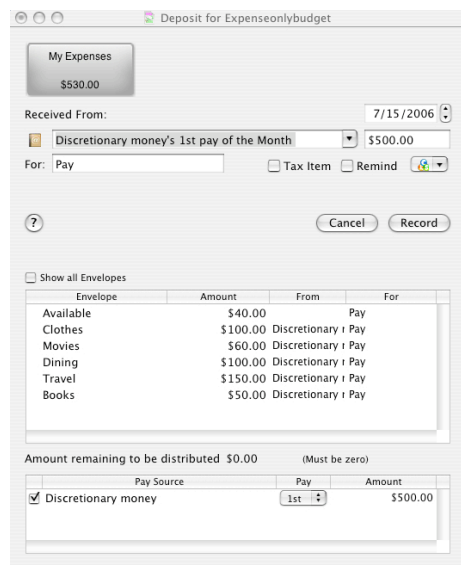 Deposit for Expenseonlybudget
My Expenses
$530.00
Received From:
7/15/2006
Discretionary money's 1st pay of the Month
$500.00
For:
Pay
Tax Item
Remind
?
Cancel
Record
Show all Envelopes
Envelope Amount From For
Available $40.00 Pay
Clothes $100.00 Discretionary r Pay
Movies $60.00 Discretionary r Pay
Dining $100.00 Discretionary r Pay
Travel $150.00 Discretionary r Pay
Books $50.00 Discretionary r Pay
Amount remaining to be distributed $0.00 (Must be zero)
Pay Source Pay Amount
Discretionary money 1st $500.00